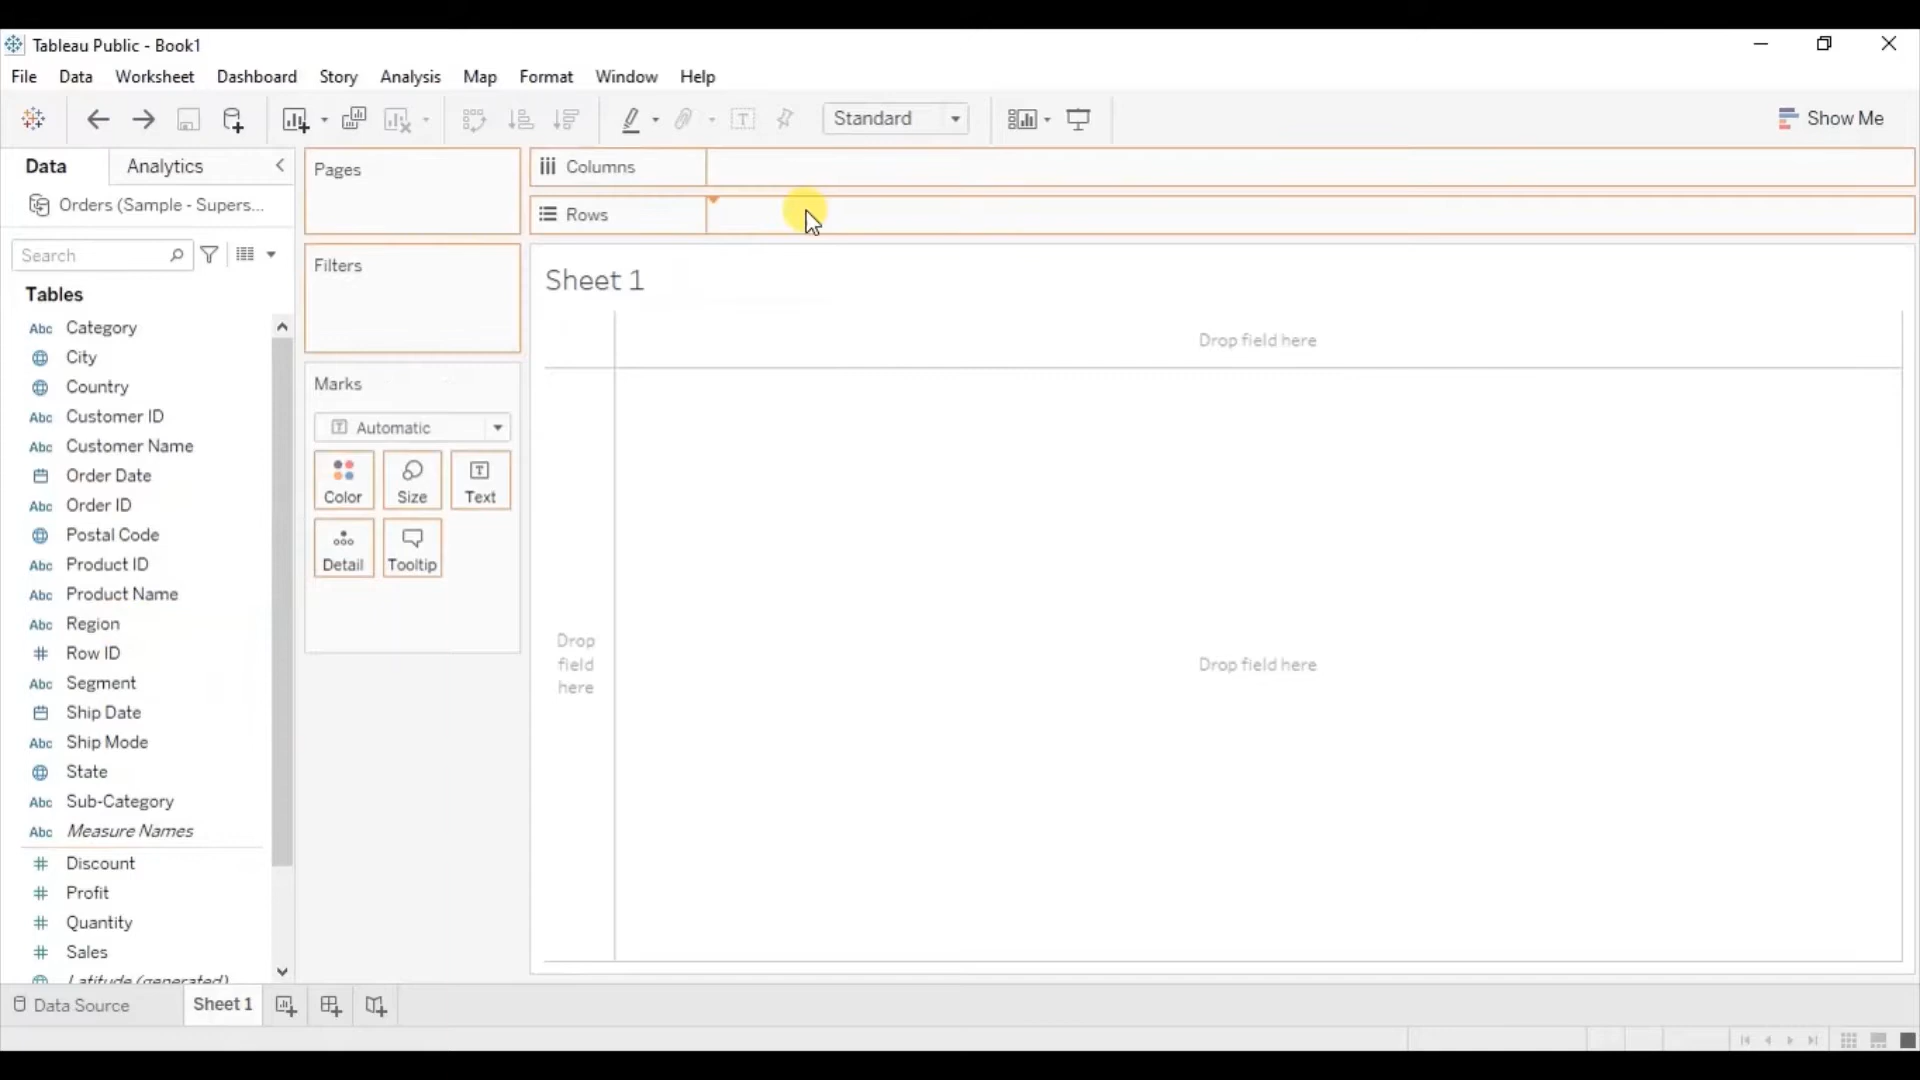 Tableau Public - Book1
File Data Worksheet Dashboard Story Analysis Map Format Window Help
Standard
Show Me
Data Analytics
Pages
Columns
Orders (Sample - Supers...
Rows
Search
Filters
Sheet 1
Tables
Abc Category
City
Country
Abc Customer ID
Abc Customer Name
Order Date
Abc Order ID
Postal Code
Abc Product ID
Abc Product Name
Abc Region
# Row ID
Abc Segment
Ship Date
Abc Ship Mode
State
Abc Sub-Category
Abc Measure Names
# Discount
# Profit
# Quantity
# Sales
Latitude (generated)
Marks
Automatic
Color Size Text
Detail Tooltip
Drop field here
Drop
field
here
Drop field here
Data Source Sheet 1